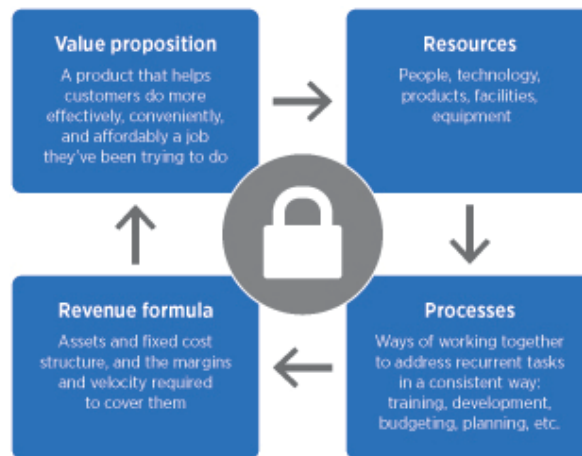 Value proposition
A product that helps
customers do more
effectively, conveniently,
and affordably a job
they've been trying to do
Resources
People, technology,
products, facilities,
equipment
Revenue formula
Assets and fixed cost
structure, and the margins
and velocity required
to cover them
Processes
Ways of working together
to address recurrent tasks
in a consistent way:
training, development,
budgeting, planning, etc.